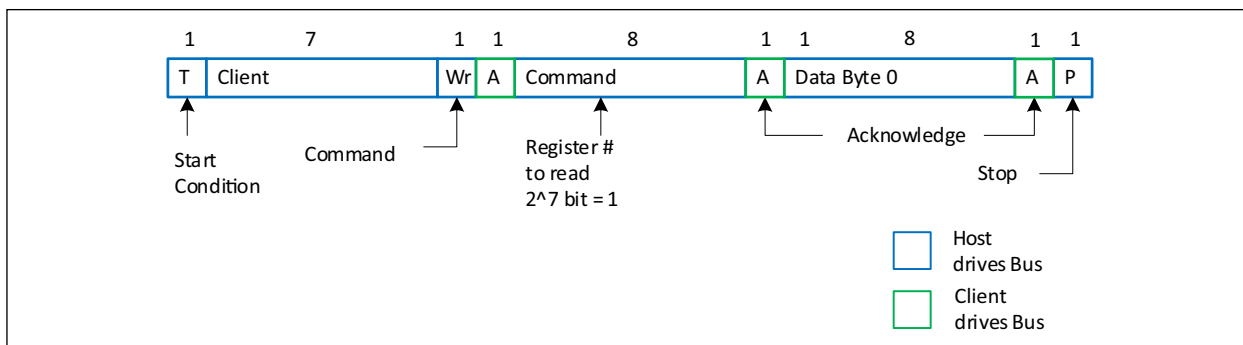 1 7 1 1 8 1 1 8 1 1
T Client Wr A Command A Data Byte 0 A P
Start
Condition
Command
Register #
to read
2^7 bit = 1
Acknowledge
Stop
Host
drives Bus
Client
drives Bus